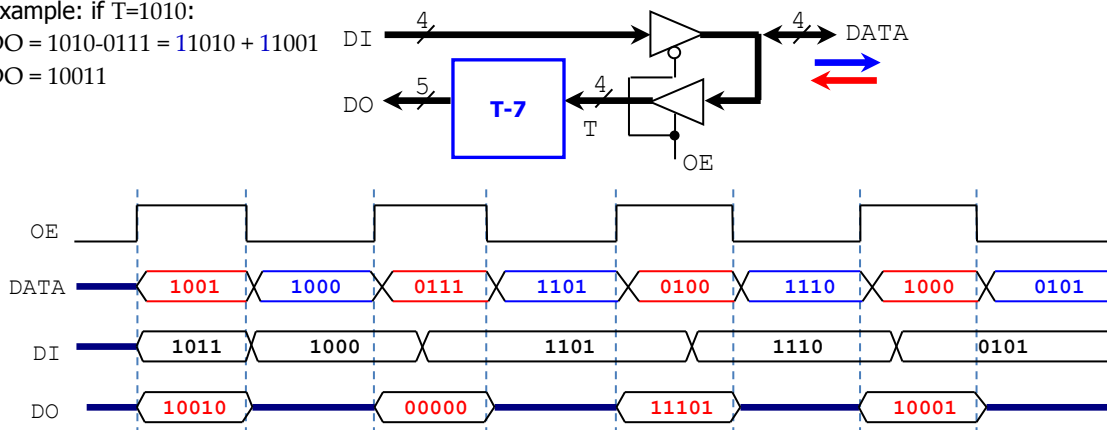 xample: if T=1010:
DO = 1010-0111 = 11010 + 11001
DO = 10011
DI 4 4 DATA
DO 5 T-7 4
T
OE
OE
DATA 1001 1000 0111 1101 0100 1110 1000 0101
DI 1011 1000 1101 1110 0101
DO 10010 00000 11101 10001